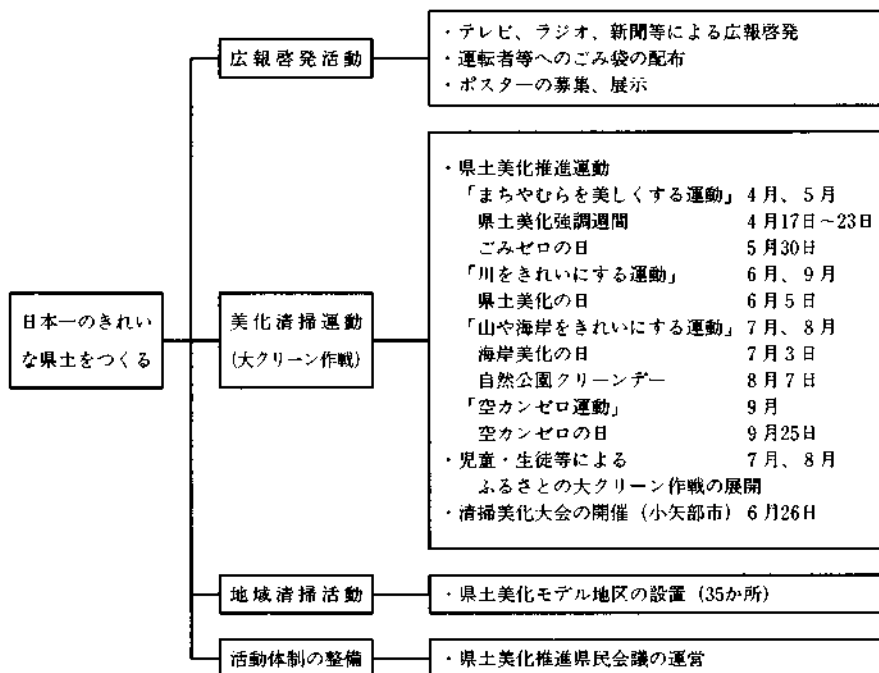 広報啓発活動
・テレビ、ラジオ、新聞等による広報啓発
・運転者等へのごみ袋の配布
・ポスターの募集、展示
日本一のきれい
な県土をつくる
美化清掃運動
(大クリーン作戦)
・県土美化推進運動
「まちやむらを美しくする運動」4月、5月
県土美化強調週間 4月17日～23日
ごみゼロの日 5月30日
「川をきれいにする運動」 6月、9月
県土美化の日 6月5日
「山や海岸をきれいにする運動」7月、8月
海岸美化の日 7月3日
自然公園クリーンデー 8月7日
「空カンゼロ運動」 9月
空カンゼロの日 9月25日
・児童・生徒等による 7月、8月
ふるさとの大クリーン作戦の展開
・清掃美化大会の開催(小矢部市)6月26日
地域清掃活動
・県土美化モデル地区の設置(35か所)
活動体制の整備
・県土美化推進県民会議の運営